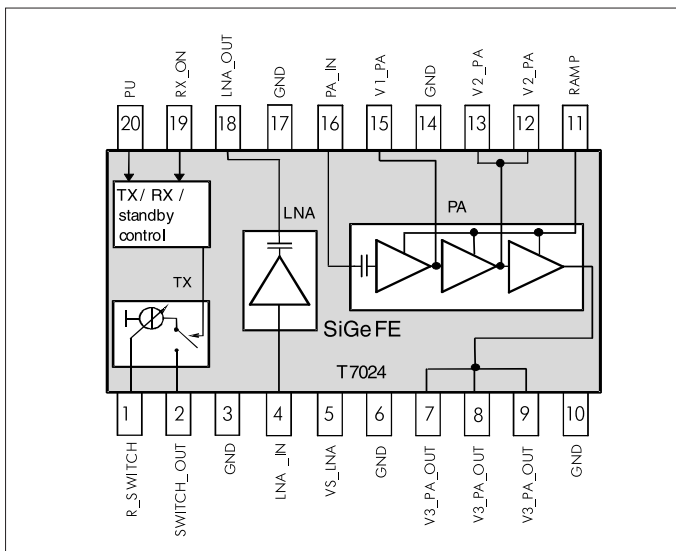 PU
RX_ON
LNA_OUT
GND
PA_IN
V1_PA
GND
V2_PA
V2_PA
RAMP
20
19
18
17
16
15
14
13
12
11
TX / RX /
standby
control
LNA
PA
TX
SiGeFE
T7024
1
2
3
4
5
6
7
8
9
10
R_SWITCH
SWITCH_OUT
GND
LNA_IN
VS_LNA
GND
V3_PA_OUT
V3_PA_OUT
V3_PA_OUT
GND